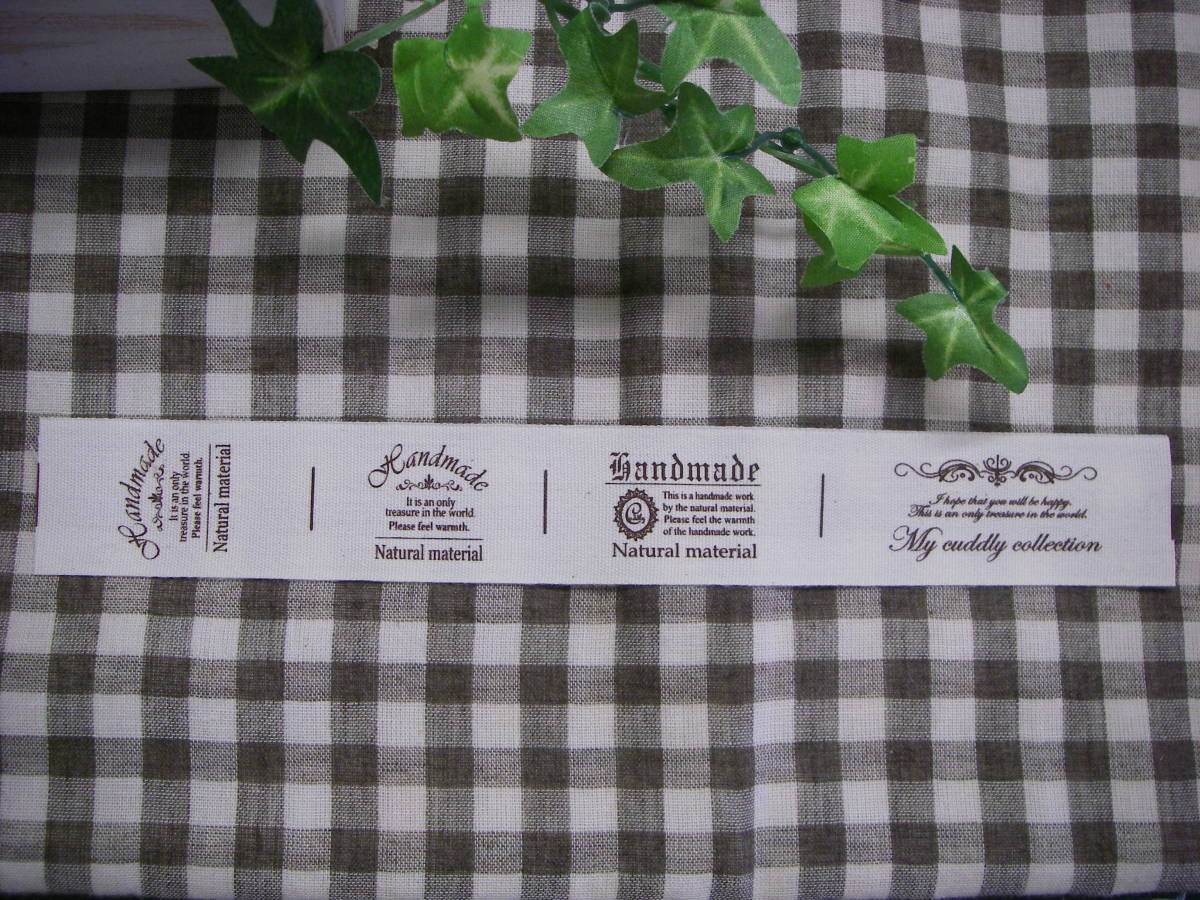 Handmade
It is an only
treasure in the world.
Please feel warmth.
Natural material
Handmade
It is an only
treasure in the world.
Please feel warmth.
Natural material
Handmade
This is a handmade work
by the natural material.
Please feel the warmth
of the handmade work.
Natural material
I hope that you will be happy.
This is an only treasure in the world.
My cuddly collection